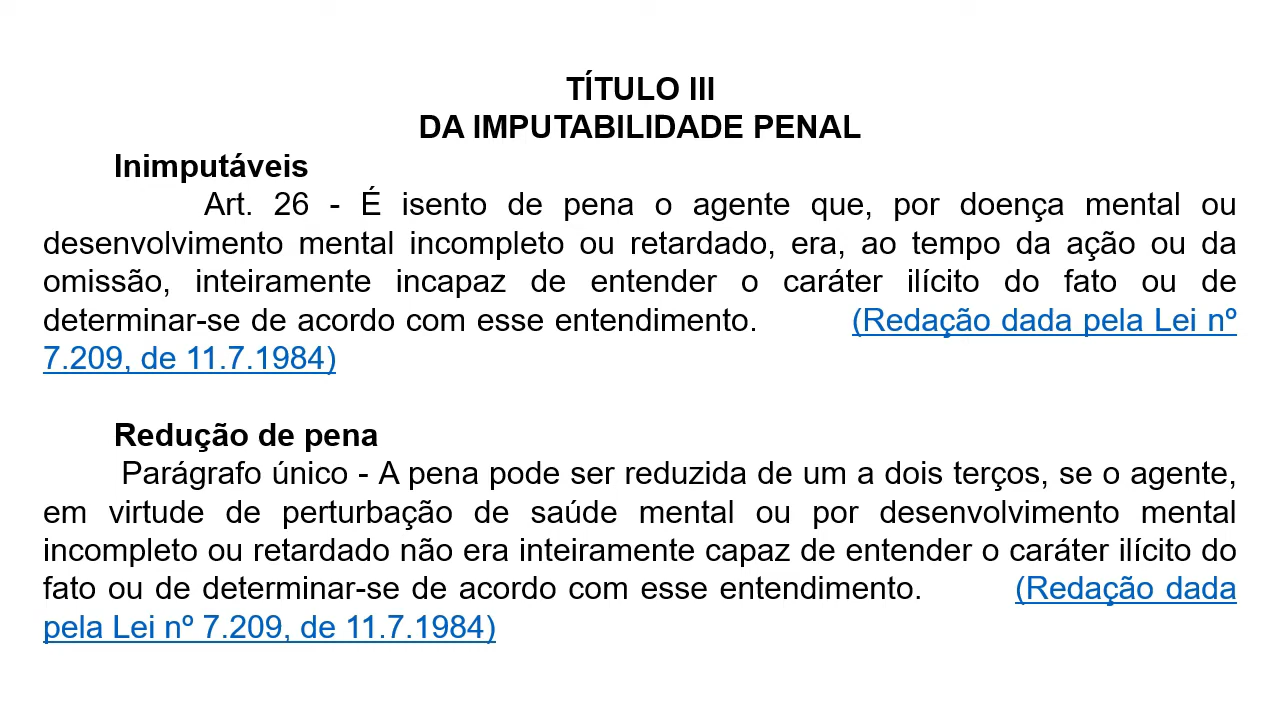 TÍTULO III
DA IMPUTABILIDADE PENAL
Inimputáveis
Art. 26 - É isento de pena o agente que, por doença mental ou
desenvolvimento mental incompleto ou retardado, era, ao tempo da ação ou da
omissão, inteiramente incapaz de entender o caráter ilícito do fato ou de
determinar-se de acordo com esse entendimento. (Redação dada pela Lei nº
7.209, de 11.7.1984)
Redução de pena
Parágrafo único - A pena pode ser reduzida de um a dois terços, se o agente,
em virtude de perturbação de saúde mental ou por desenvolvimento mental
incompleto ou retardado não era inteiramente capaz de entender o caráter ilícito do
fato ou de determinar-se de acordo com esse entendimento. (Redação dada
pela Lei nº 7.209, de 11.7.1984)